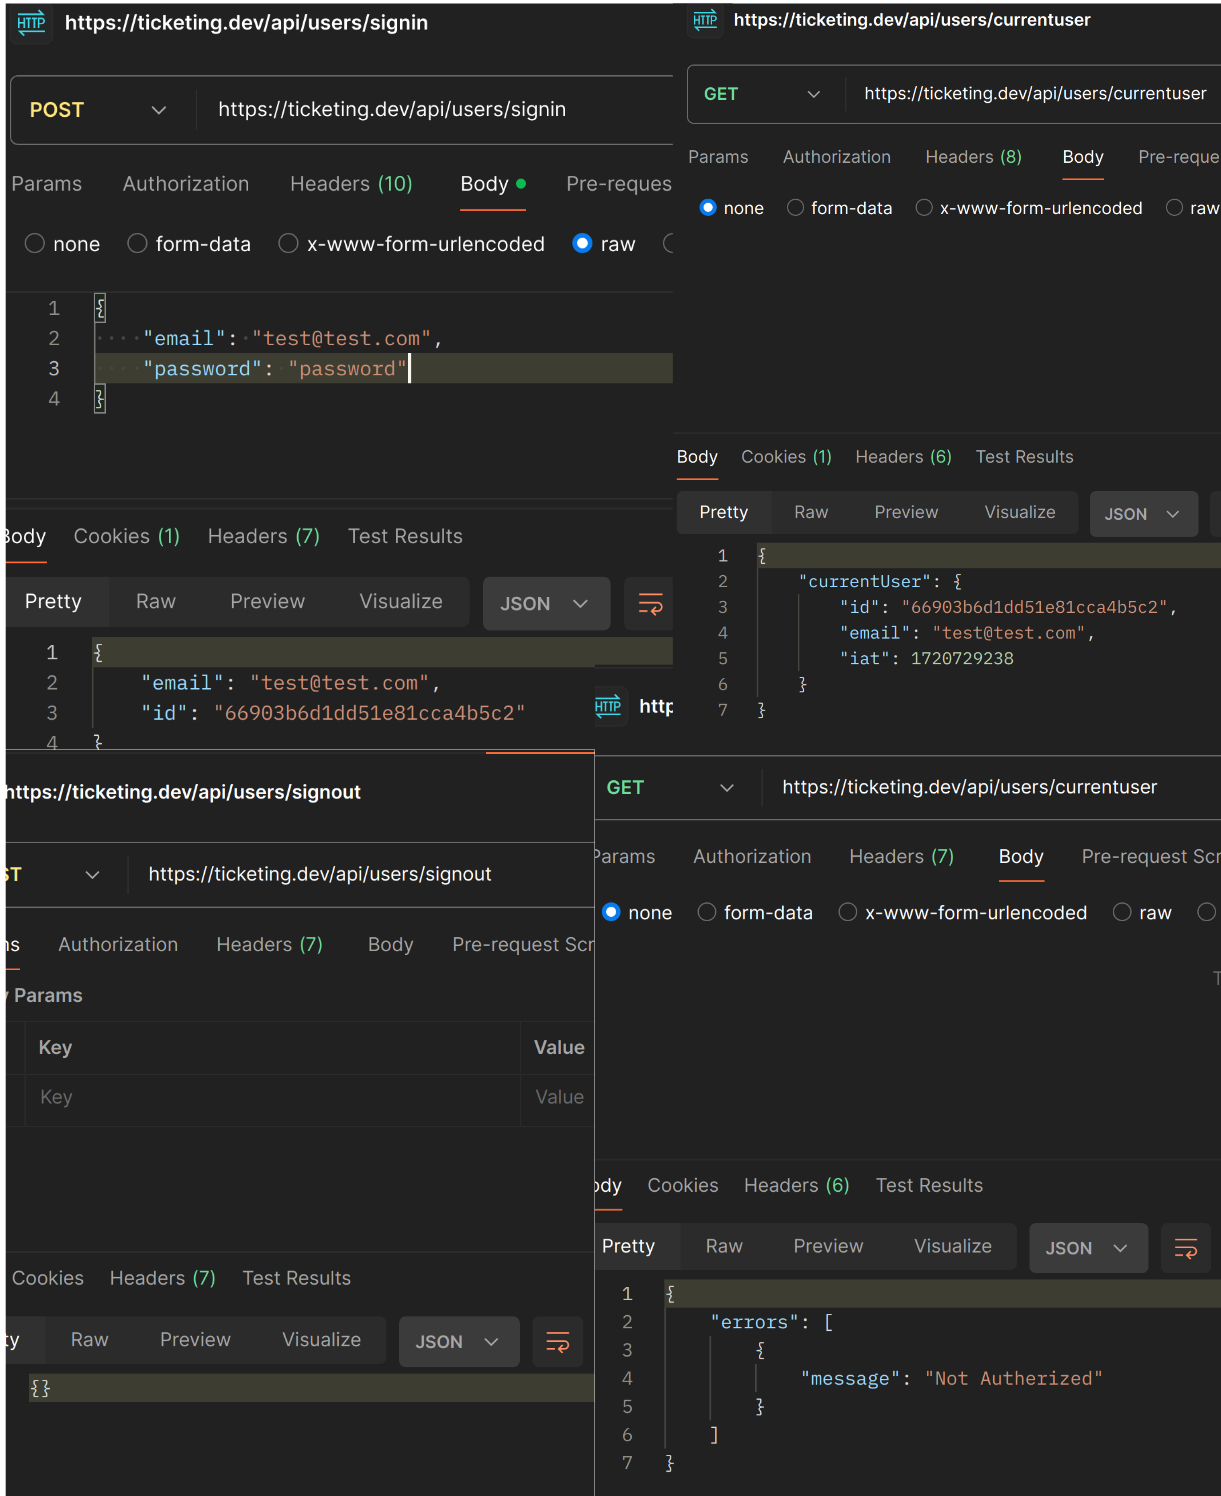 HTTP https://ticketing.dev/api/users/signin
POST https://ticketing.dev/api/users/signin
Params Authorization Headers (10) Body Pre-reques
none form-data x-www-form-urlencoded raw
1 {
2 "email": "test@test.com",
3 "password": "password"
4 }
Body Cookies (1) Headers (7) Test Results
Pretty Raw Preview Visualize JSON
1 {
2 "email": "test@test.com",
3 "id": "66903b6d1dd51e81cca4b5c2"
4 }
HTTP https://ticketing.dev/api/users/currentuser
GET https://ticketing.dev/api/users/currentuser
Params Authorization Headers (8) Body Pre-reque
none form-data x-www-form-urlencoded raw
Body Cookies (1) Headers (6) Test Results
Pretty Raw Preview Visualize JSON
1 {
2 "currentUser": {
3 "id": "66903b6d1dd51e81cca4b5c2",
4 "email": "test@test.com",
5 "iat": 1720729238
6 }
7 }
https://ticketing.dev/api/users/signout
ST https://ticketing.dev/api/users/signout
ms Authorization Headers (7) Body Pre-request Scr
y Params
Key Value
Key Value
Cookies Headers (7) Test Results
ty Raw Preview Visualize JSON
{}
HTTP http
GET https://ticketing.dev/api/users/currentuser
Params Authorization Headers (7) Body Pre-request Scr
none form-data x-www-form-urlencoded raw
T
ody Cookies Headers (6) Test Results
Pretty Raw Preview Visualize JSON
1 {
2 "errors": [
3 {
4 "message": "Not Autherized"
5 }
6 ]
7 }